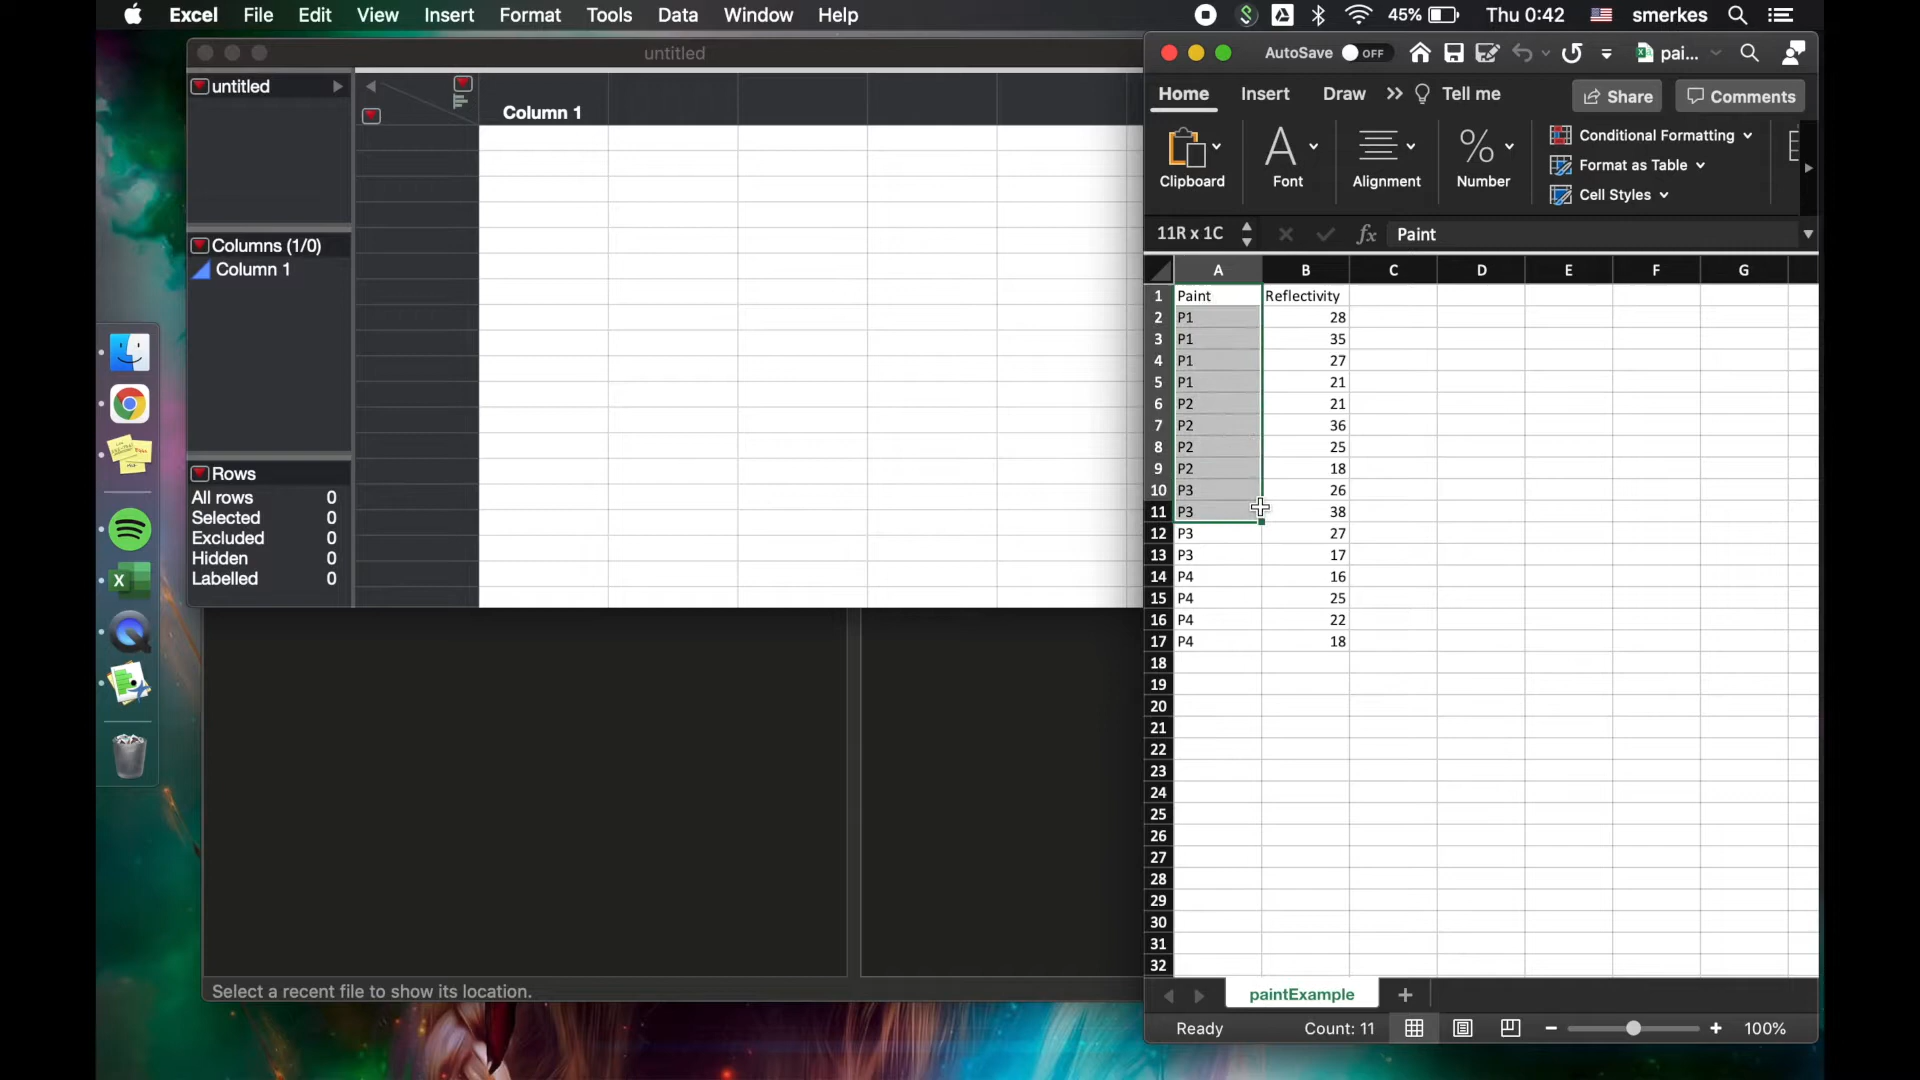 Excel File Edit View Insert Format Tools Data Window Help
45% Thu 0:42 smerkes
untitled
untitled
Column 1
Columns (1/0)
Column 1
Rows
All rows 0
Selected 0
Excluded 0
Hidden 0
Labelled 0
Select a recent file to show its location.
AutoSave OFF pai...
Home Insert Draw >> Tell me Share Comments
Clipboard Font Alignment % Number
Conditional Formatting
Format as Table
Cell Styles
11R x 1C fx Paint
A B C D E F G
1 Paint Reflectivity
2 P1 28
3 P1 35
4 P1 27
5 P1 21
6 P2 21
7 P2 36
8 P2 25
9 P2 18
10 P3 26
11 P3 38
12 P3 27
13 P3 17
14 P4 16
15 P4 25
16 P4 22
17 P4 18
18
19
20
21
22
23
24
25
26
27
28
29
30
31
32
paintExample +
Ready Count: 11 − + 100%